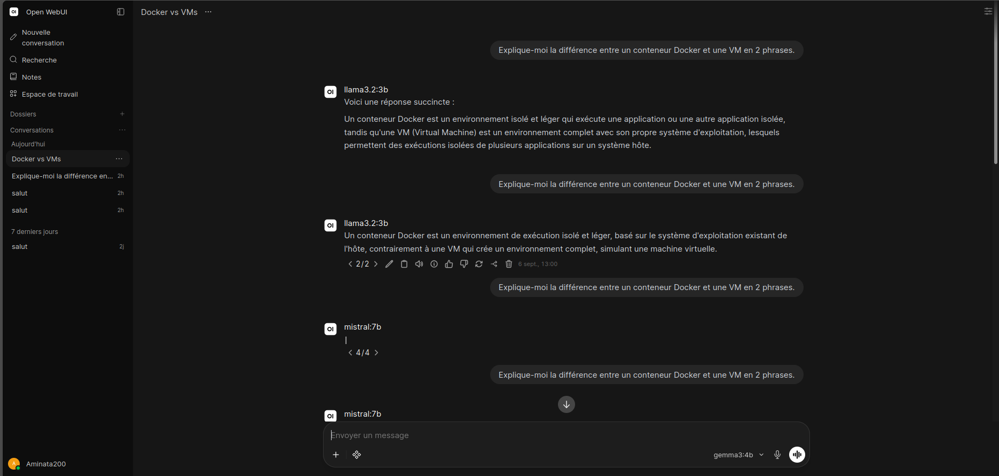 OI Open WebUI
Docker vs VMs ···
Nouvelle
conversation
Recherche
Notes
Espace de travail
Dossiers
Conversations
Aujourd'hui
Docker vs VMs
Explique-moi la différence en... 2h
salut 2h
salut 2h
7 derniers jours
salut 2j
A Aminata200
Explique-moi la différence entre un conteneur Docker et une VM en 2 phrases.
OI llama3.2:3b
Voici une réponse succincte :
Un conteneur Docker est un environnement isolé et léger qui exécute une application ou une autre application isolée,
tandis qu'une VM (Virtual Machine) est un environnement complet avec son propre système d'exploitation, lesquels
permettent des exécutions isolées de plusieurs applications sur un système hôte.
Explique-moi la différence entre un conteneur Docker et une VM en 2 phrases.
OI llama3.2:3b
Un conteneur Docker est un environnement de exécution isolé et léger, basé sur le système d'exploitation existant de
l'hôte, contrairement à une VM qui crée un environnement complet, simulant une machine virtuelle.
2/2 6 sept., 13:00
Explique-moi la différence entre un conteneur Docker et une VM en 2 phrases.
OI mistral:7b
4/4
Explique-moi la différence entre un conteneur Docker et une VM en 2 phrases.
OI mistral:7b
Envoyer un message
gemma3:4b